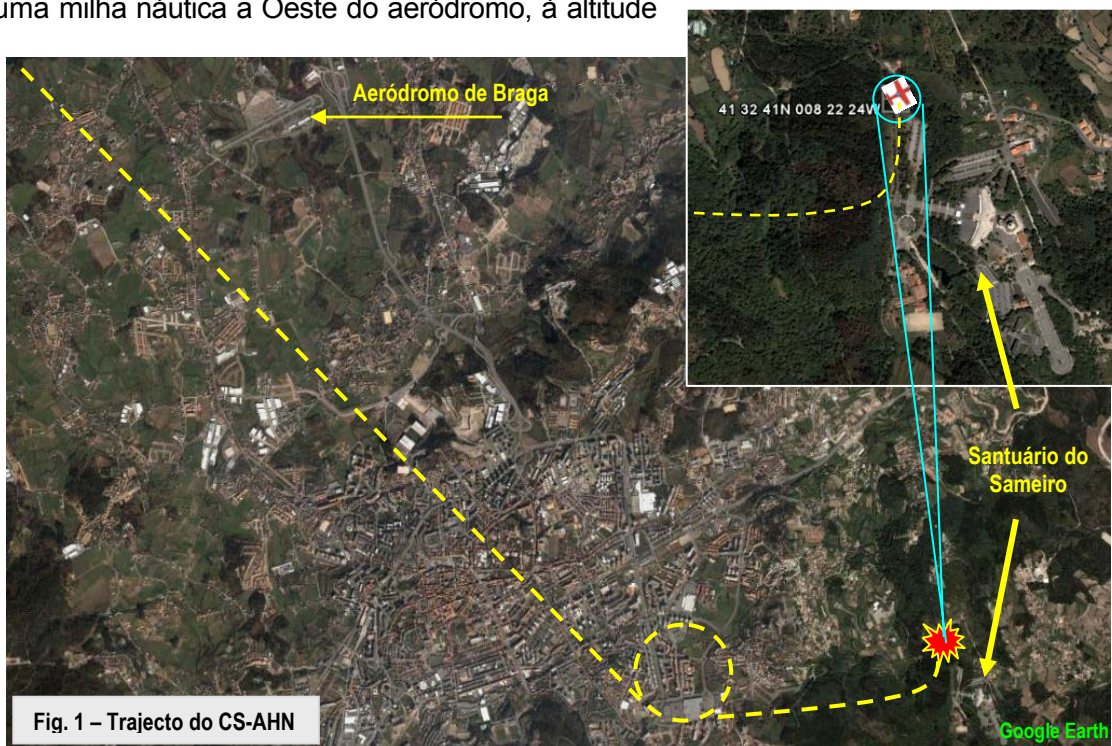 uma milha náutica a Oeste do aeródromo, à altitude
Aeródromo de Braga
41 32 41N 008 22 24W
Santuário do
Sameiro
Fig. 1 – Trajecto do CS-AHN
Google Earth